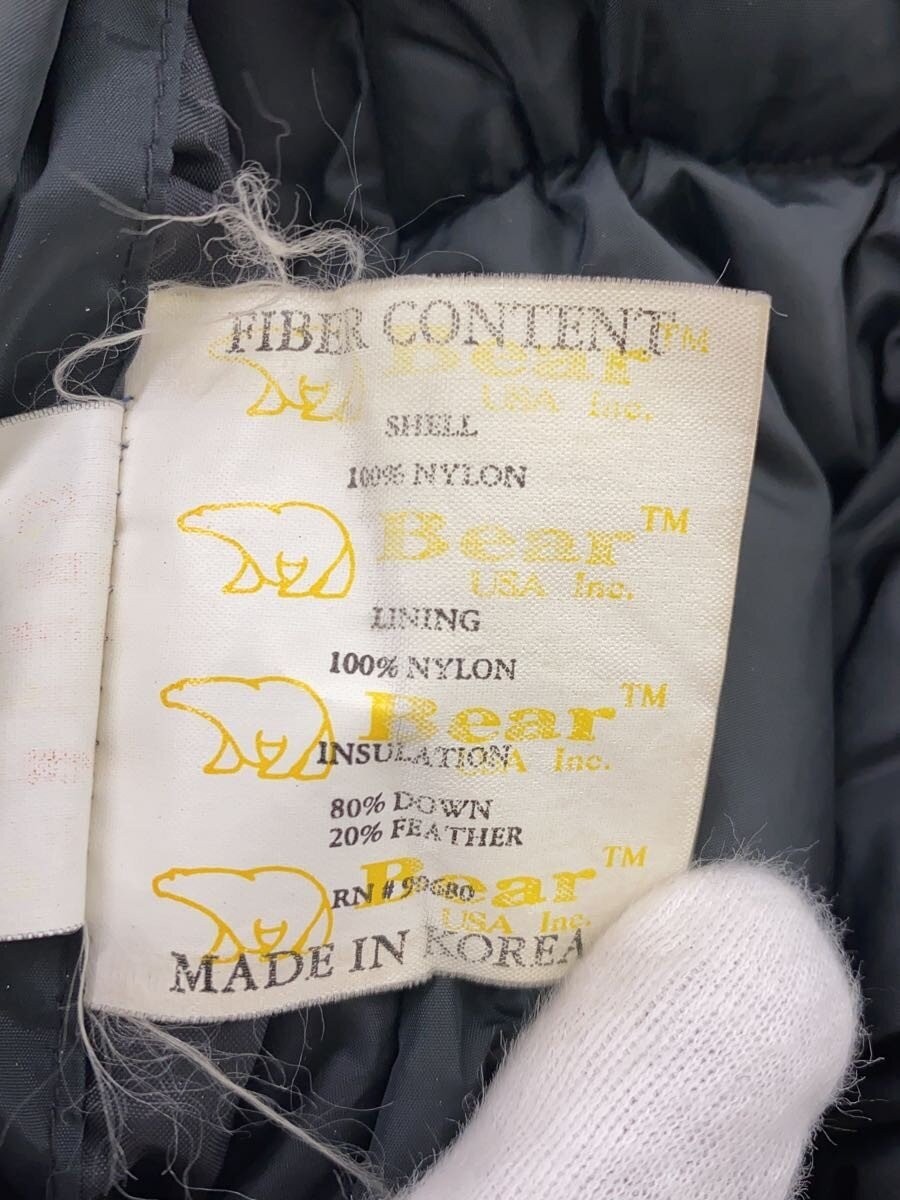 FIBER CONTENT
Bear™
USA Inc.
SHELL
100% NYLON
Bear™
USA Inc.
LINING
100% NYLON
Bear™
USA Inc.
INSULATION
80% DOWN
20% FEATHER
Bear™
RN # 99680
USA Inc.
MADE IN KOREA